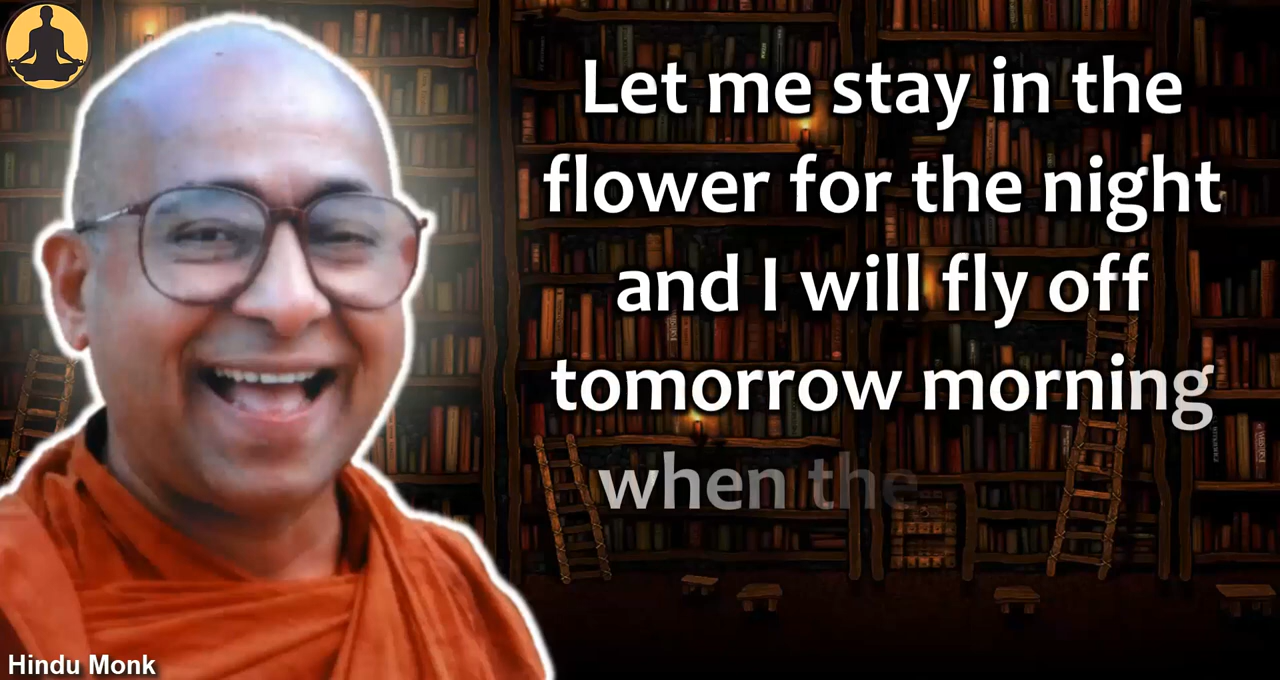 Let me stay in the
flower for the night
and I will fly off
tomorrow morning
when the
Hindu Monk